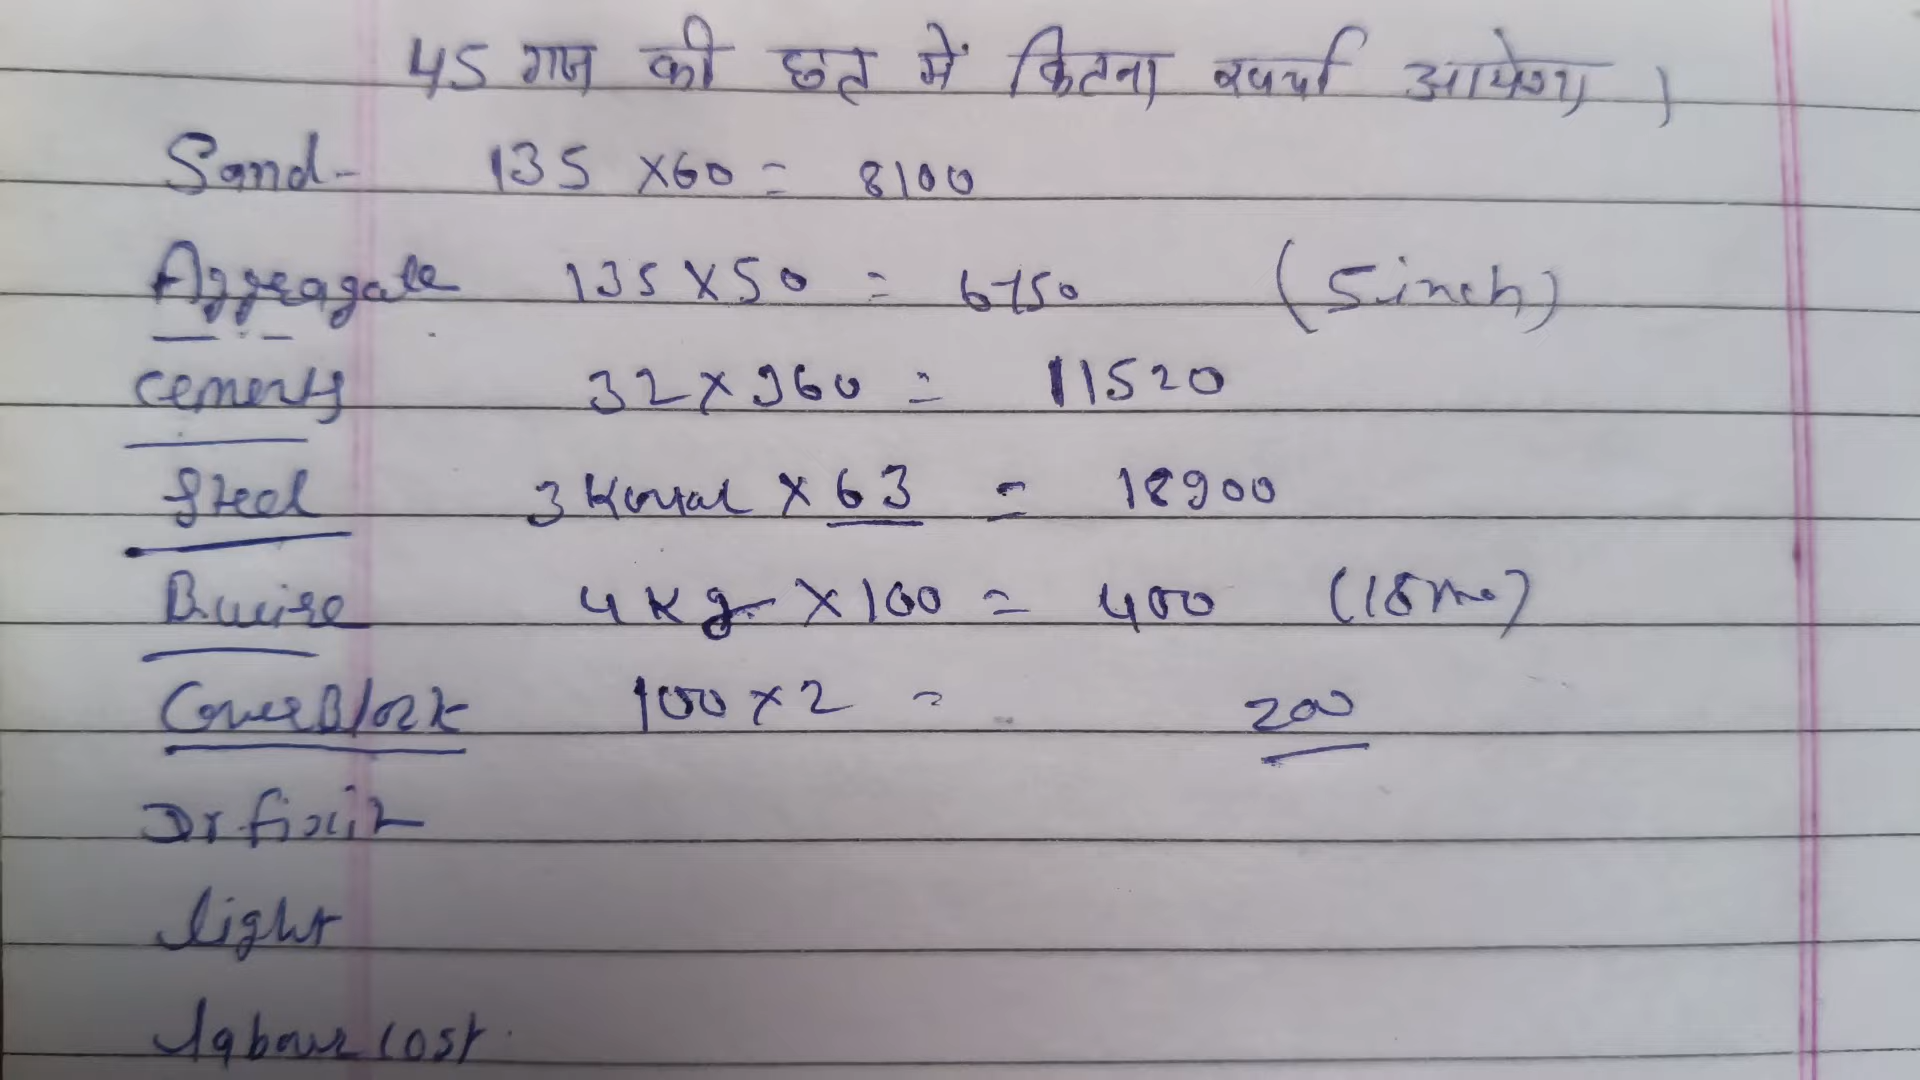 45 गज की छत में कितना खर्चा आयेगा ।
Sand- 135 x60 = 8100
Aggregate 135 X 50 = 6750 (5 inch)
cements 32 x 360 = 11520
Steel 3 Kontal x 63 = 18900
B.wire 4 Kg x 100 = 400 (18 no)
Cover Block 100 x 2 = 200
Dr fixit
light
labour cost.